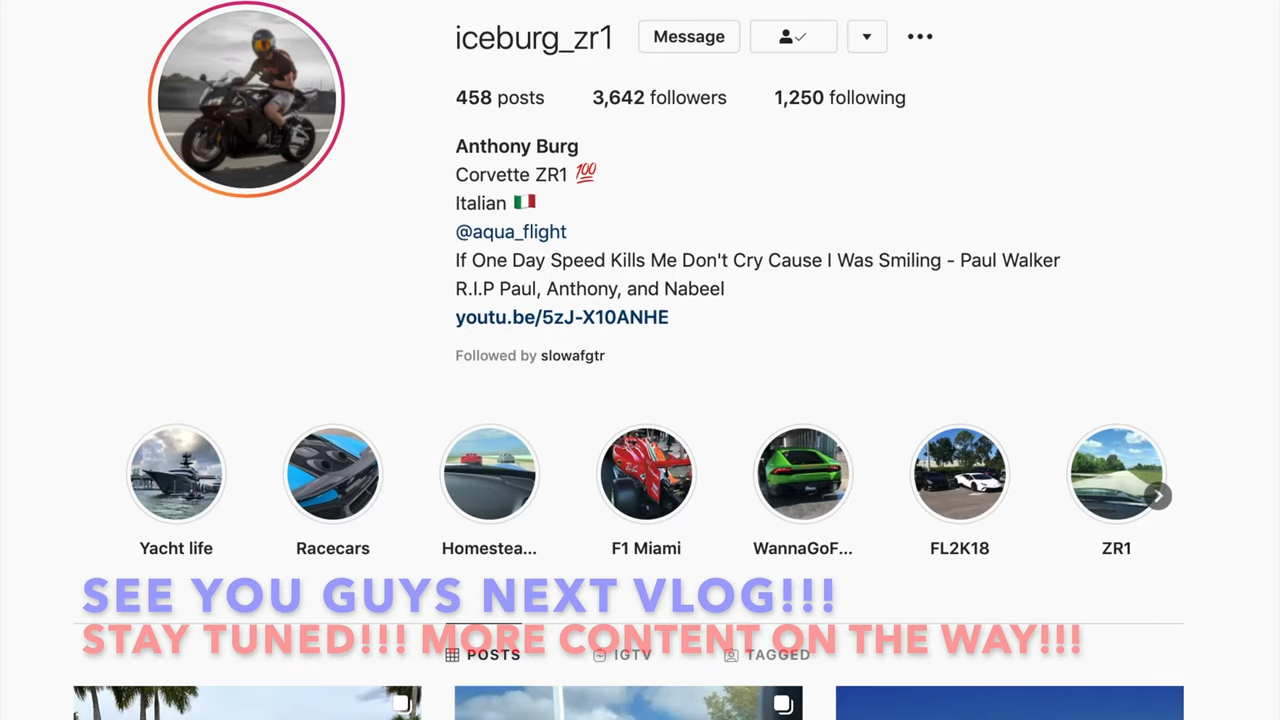 iceburg_zr1 Message
458 posts 3,642 followers 1,250 following
Anthony Burg
Corvette ZR1 💯
Italian 🇮🇹
@aqua_flight
If One Day Speed Kills Me Don't Cry Cause I Was Smiling - Paul Walker
R.I.P Paul, Anthony, and Nabeel
youtu.be/5zJ-X10ANHE
Followed by slowafgtr
Yacht life Racecars Homestea... F1 Miami WannaGoF... FL2K18 ZR1
SEE YOU GUYS NEXT VLOG!!!
STAY TUNED!!! MORE CONTENT ON THE WAY!!!
POSTS IGTV TAGGED